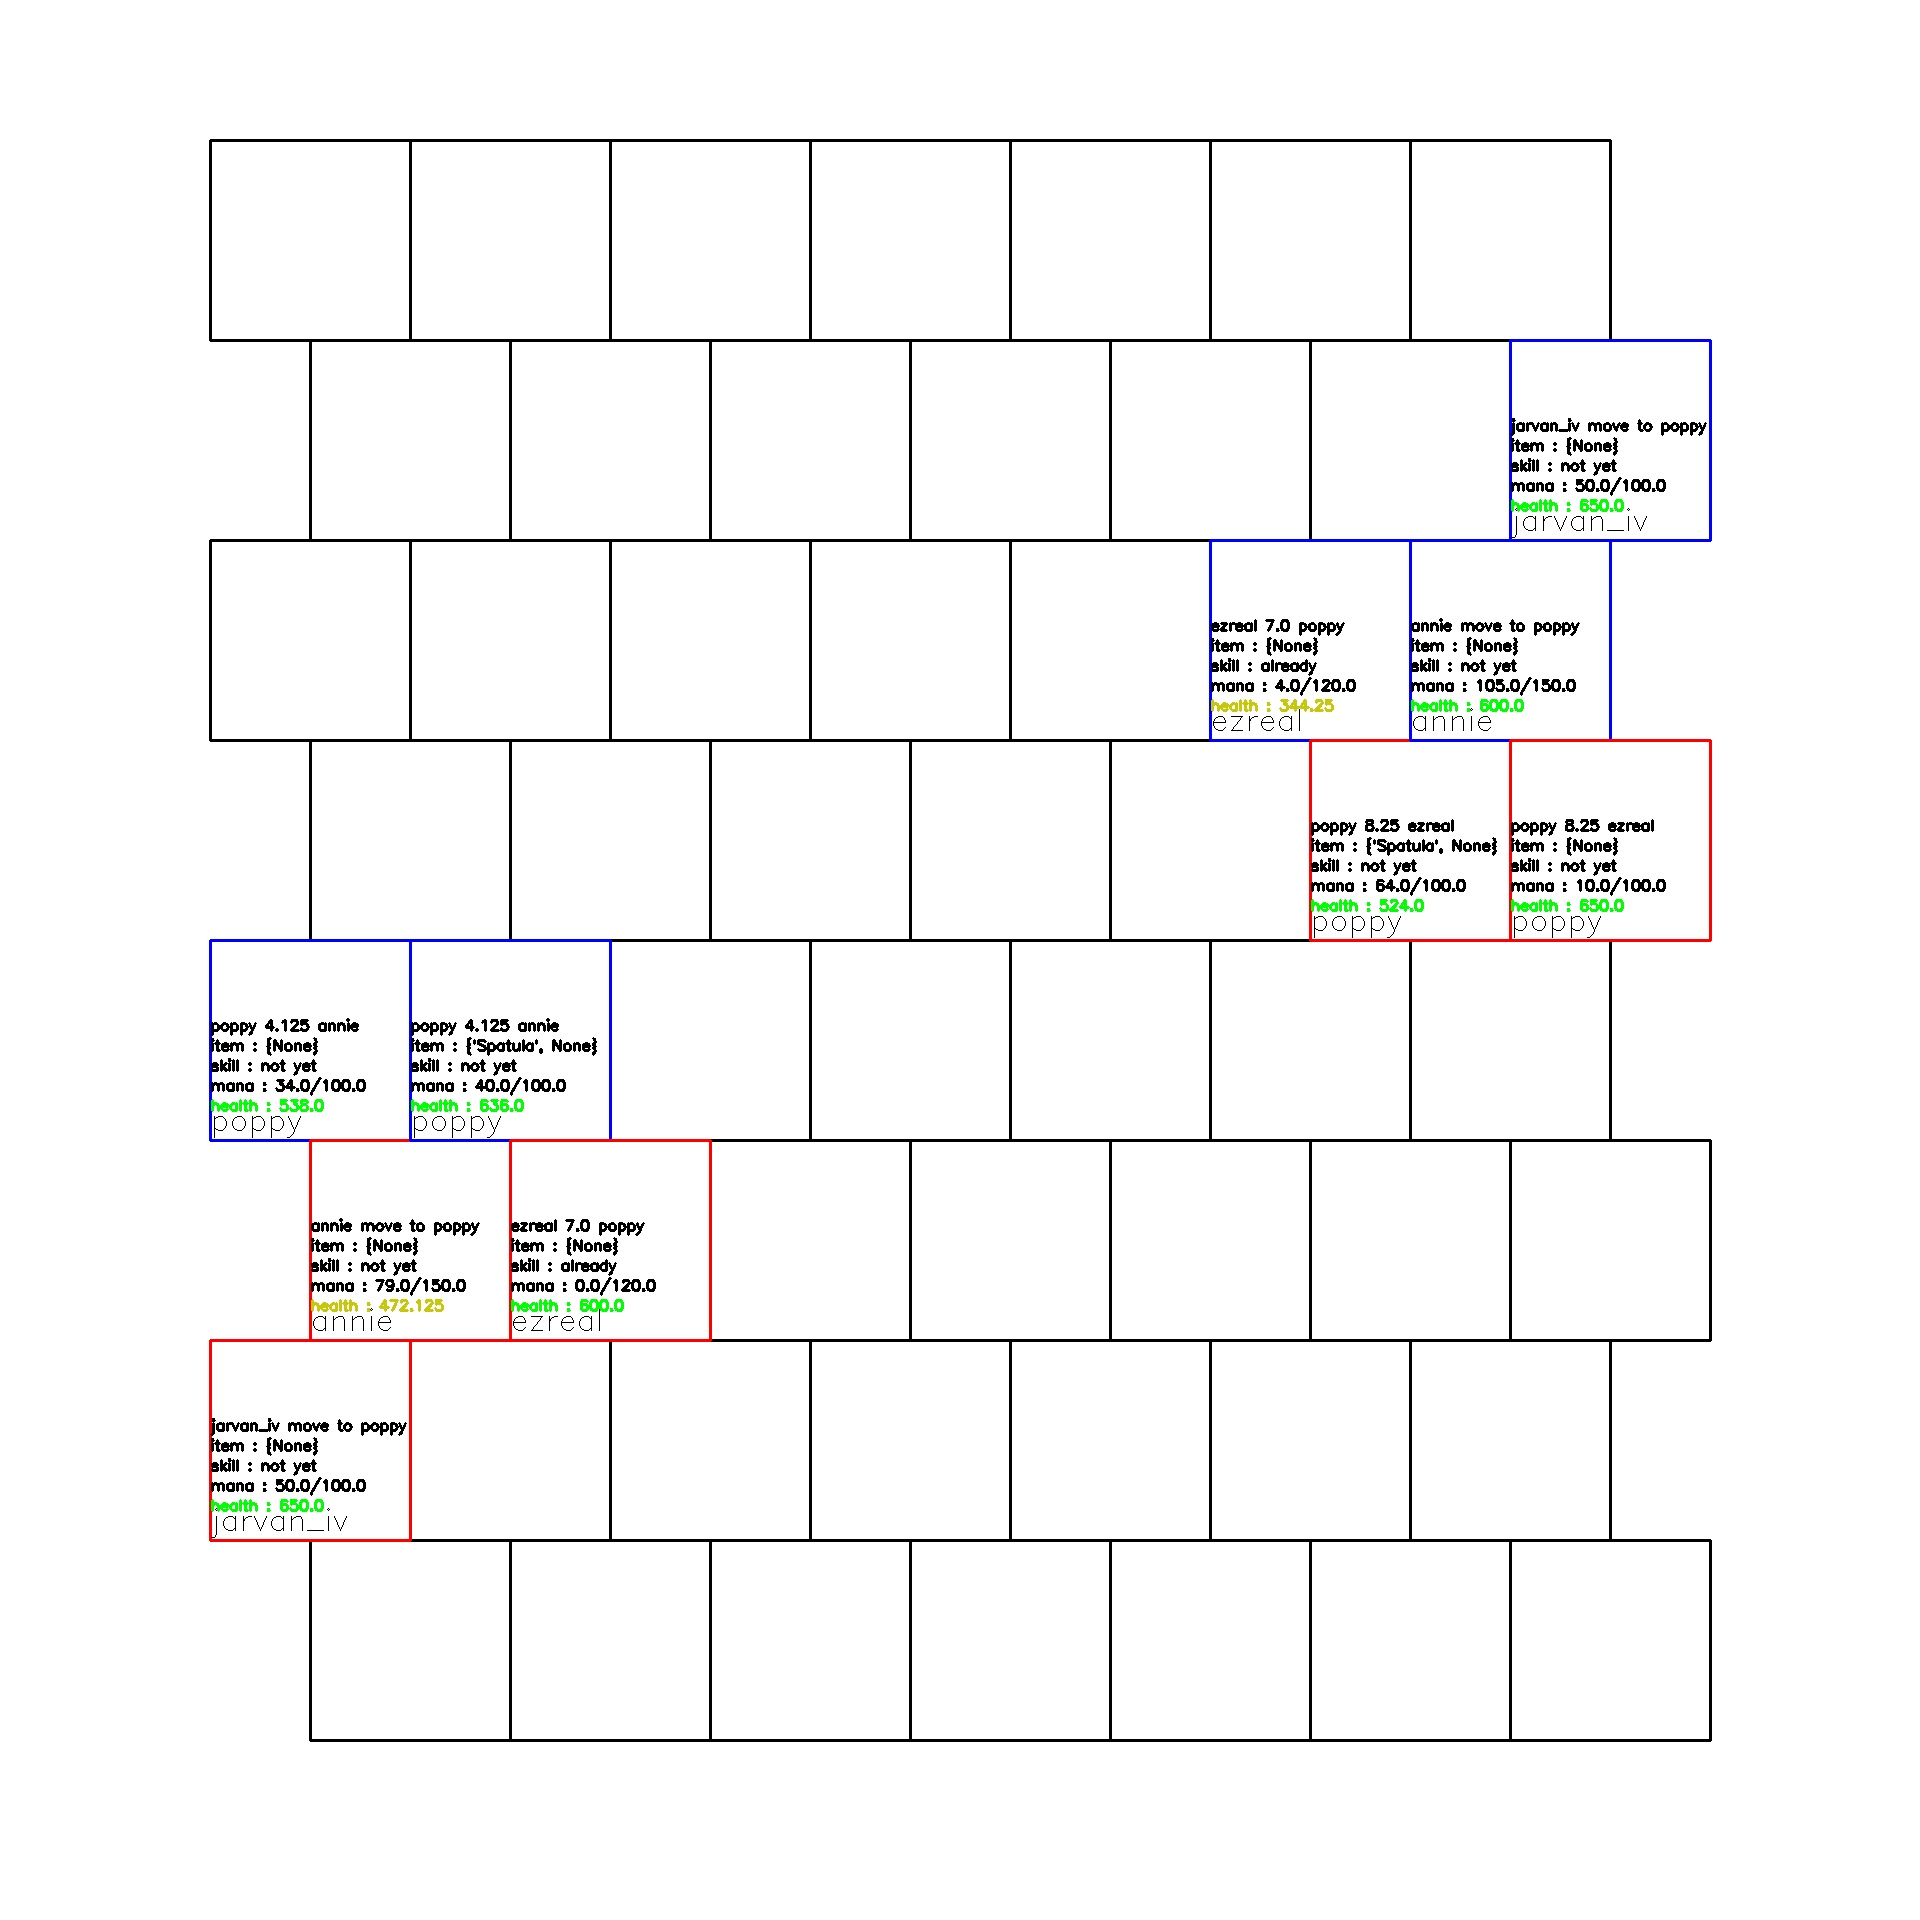 jarvan_iv move to poppy
item : {None}
skill : not yet
mana : 50.0/100.0
health : 650.0
jarvan_iv
ezreal 7.0 poppy
item : {None}
skill : already
mana : 4.0/120.0
health : 344.25
ezreal
annie move to poppy
item : {None}
skill : not yet
mana : 105.0/150.0
health : 600.0
annie
poppy 8.25 ezreal
item : {'Spatula', None}
skill : not yet
mana : 64.0/100.0
health : 524.0
poppy
poppy 8.25 ezreal
item : {None}
skill : not yet
mana : 10.0/100.0
health : 650.0
poppy
poppy 4.125 annie
item : {None}
skill : not yet
mana : 34.0/100.0
health : 538.0
poppy
poppy 4.125 annie
item : {'Spatula', None}
skill : not yet
mana : 40.0/100.0
health : 636.0
poppy
annie move to poppy
item : {None}
skill : not yet
mana : 79.0/150.0
health : 472.125
annie
ezreal 7.0 poppy
item : {None}
skill : already
mana : 0.0/120.0
health : 600.0
ezreal
jarvan_iv move to poppy
item : {None}
skill : not yet
mana : 50.0/100.0
health : 650.0
jarvan_iv